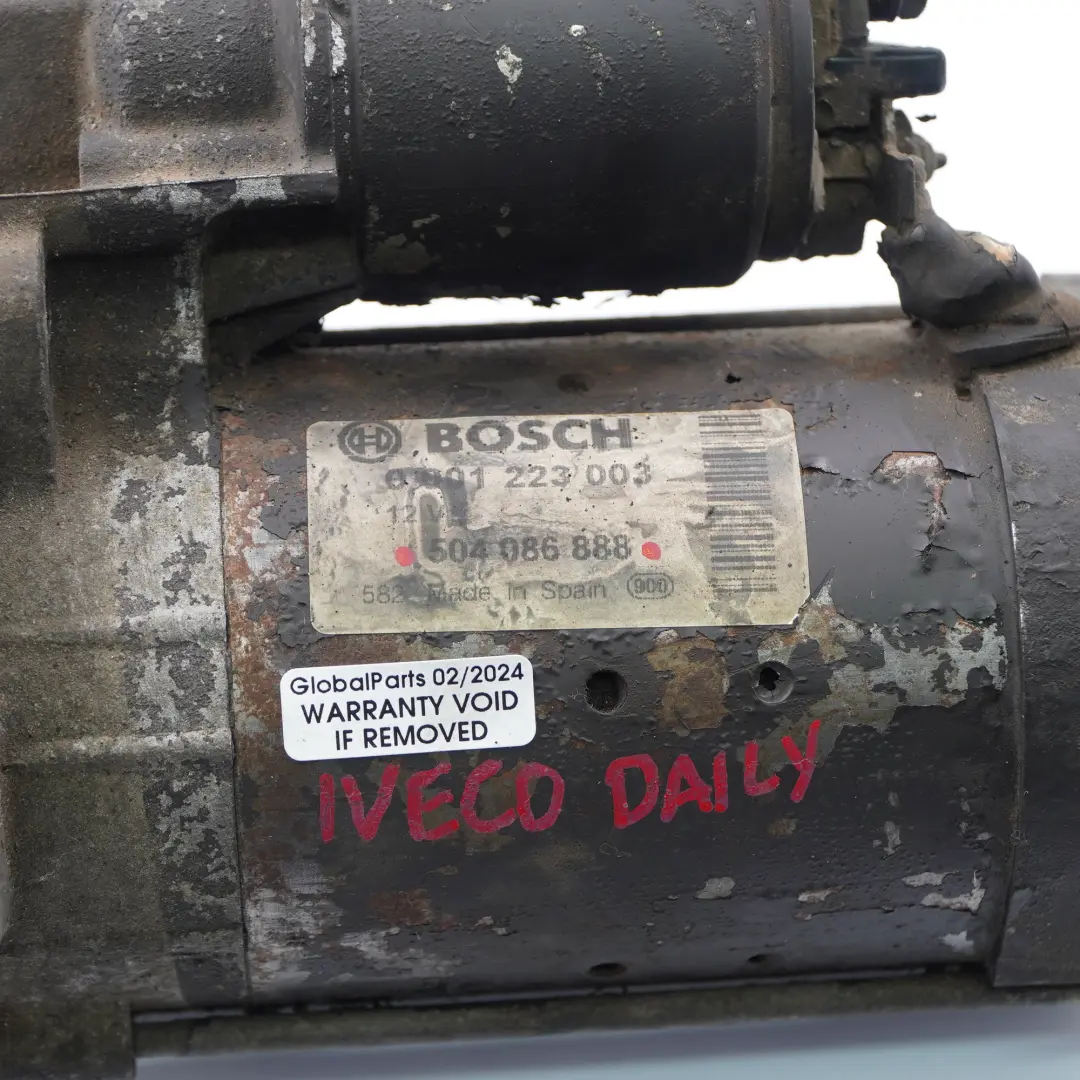 BOSCH
0 001 223 003
12 V
504 086 888
582 Made in Spain 900
GlobalParts 02/2024
WARRANTY VOID
IF REMOVED
IVECO DAILY